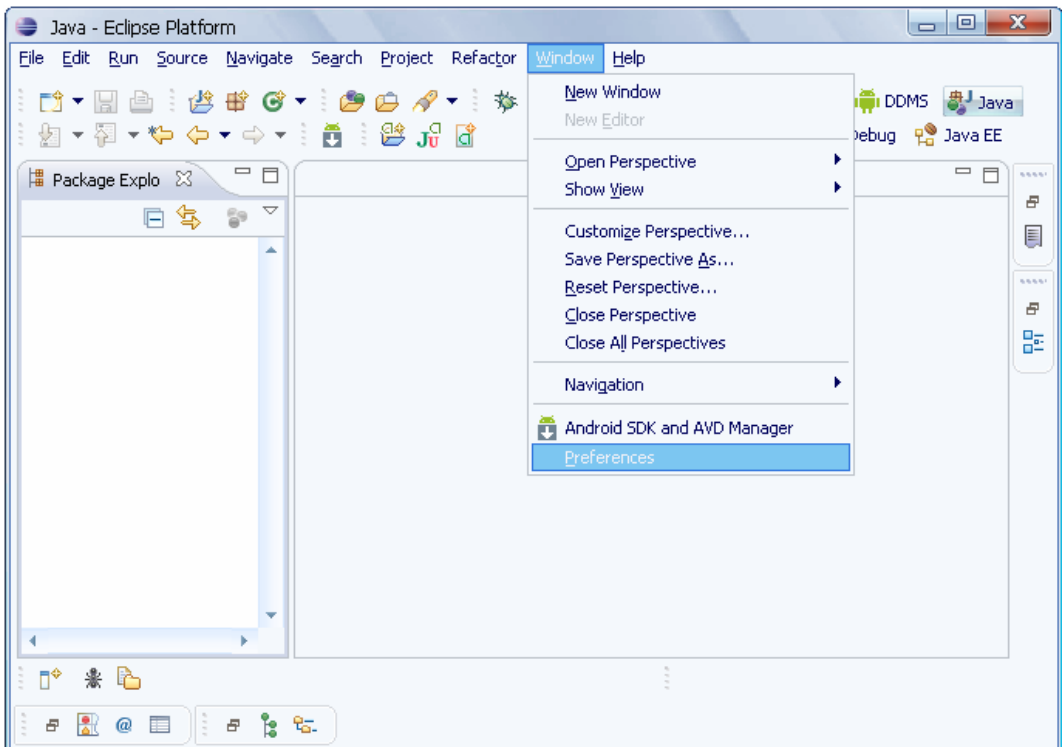 Java - Eclipse Platform
File Edit Run Source Navigate Search Project Refactor Window Help
New Window
New Editor
Open Perspective
Show View
Customize Perspective...
Save Perspective As...
Reset Perspective...
Close Perspective
Close All Perspectives
Navigation
Android SDK and AVD Manager
Preferences
DDMS Java
Java EE
Package Explo